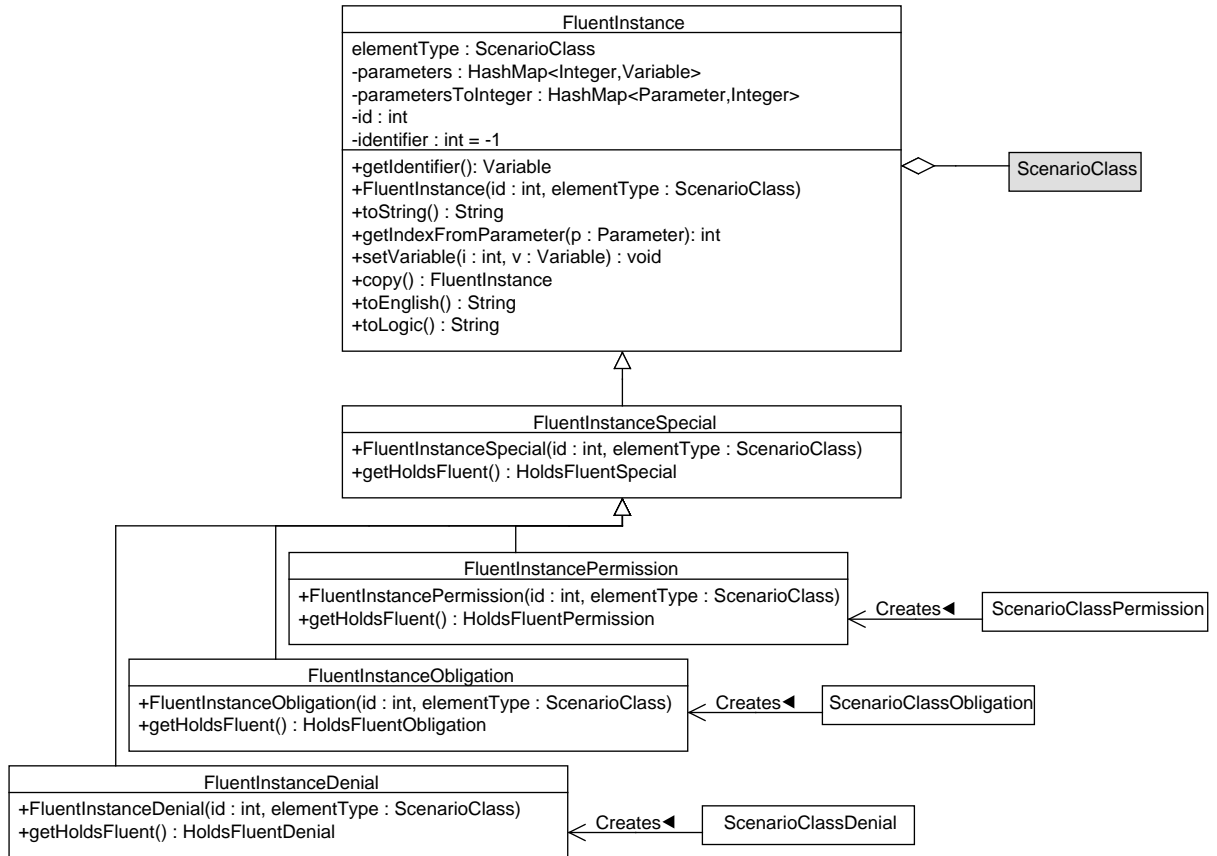 FluentInstance
elementType : ScenarioClass
-parameters : HashMap<Integer,Variable>
-parametersToInteger : HashMap<Parameter,Integer>
-id : int
-identifier : int = -1
+getIdentifier(): Variable
+FluentInstance(id : int, elementType : ScenarioClass)
+toString() : String
+getIndexFromParameter(p : Parameter): int
+setVariable(i : int, v : Variable) : void
+copy() : FluentInstance
+toEnglish() : String
+toLogic() : String
ScenarioClass
FluentInstanceSpecial
+FluentInstanceSpecial(id : int, elementType : ScenarioClass)
+getHoldsFluent() : HoldsFluentSpecial
FluentInstancePermission
+FluentInstancePermission(id : int, elementType : ScenarioClass)
+getHoldsFluent() : HoldsFluentPermission
Creates◀
ScenarioClassPermission
FluentInstanceObligation
+FluentInstanceObligation(id : int, elementType : ScenarioClass)
+getHoldsFluent() : HoldsFluentObligation
Creates◀
ScenarioClassObligation
FluentInstanceDenial
+FluentInstanceDenial(id : int, elementType : ScenarioClass)
+getHoldsFluent() : HoldsFluentDenial
Creates◀
ScenarioClassDenial